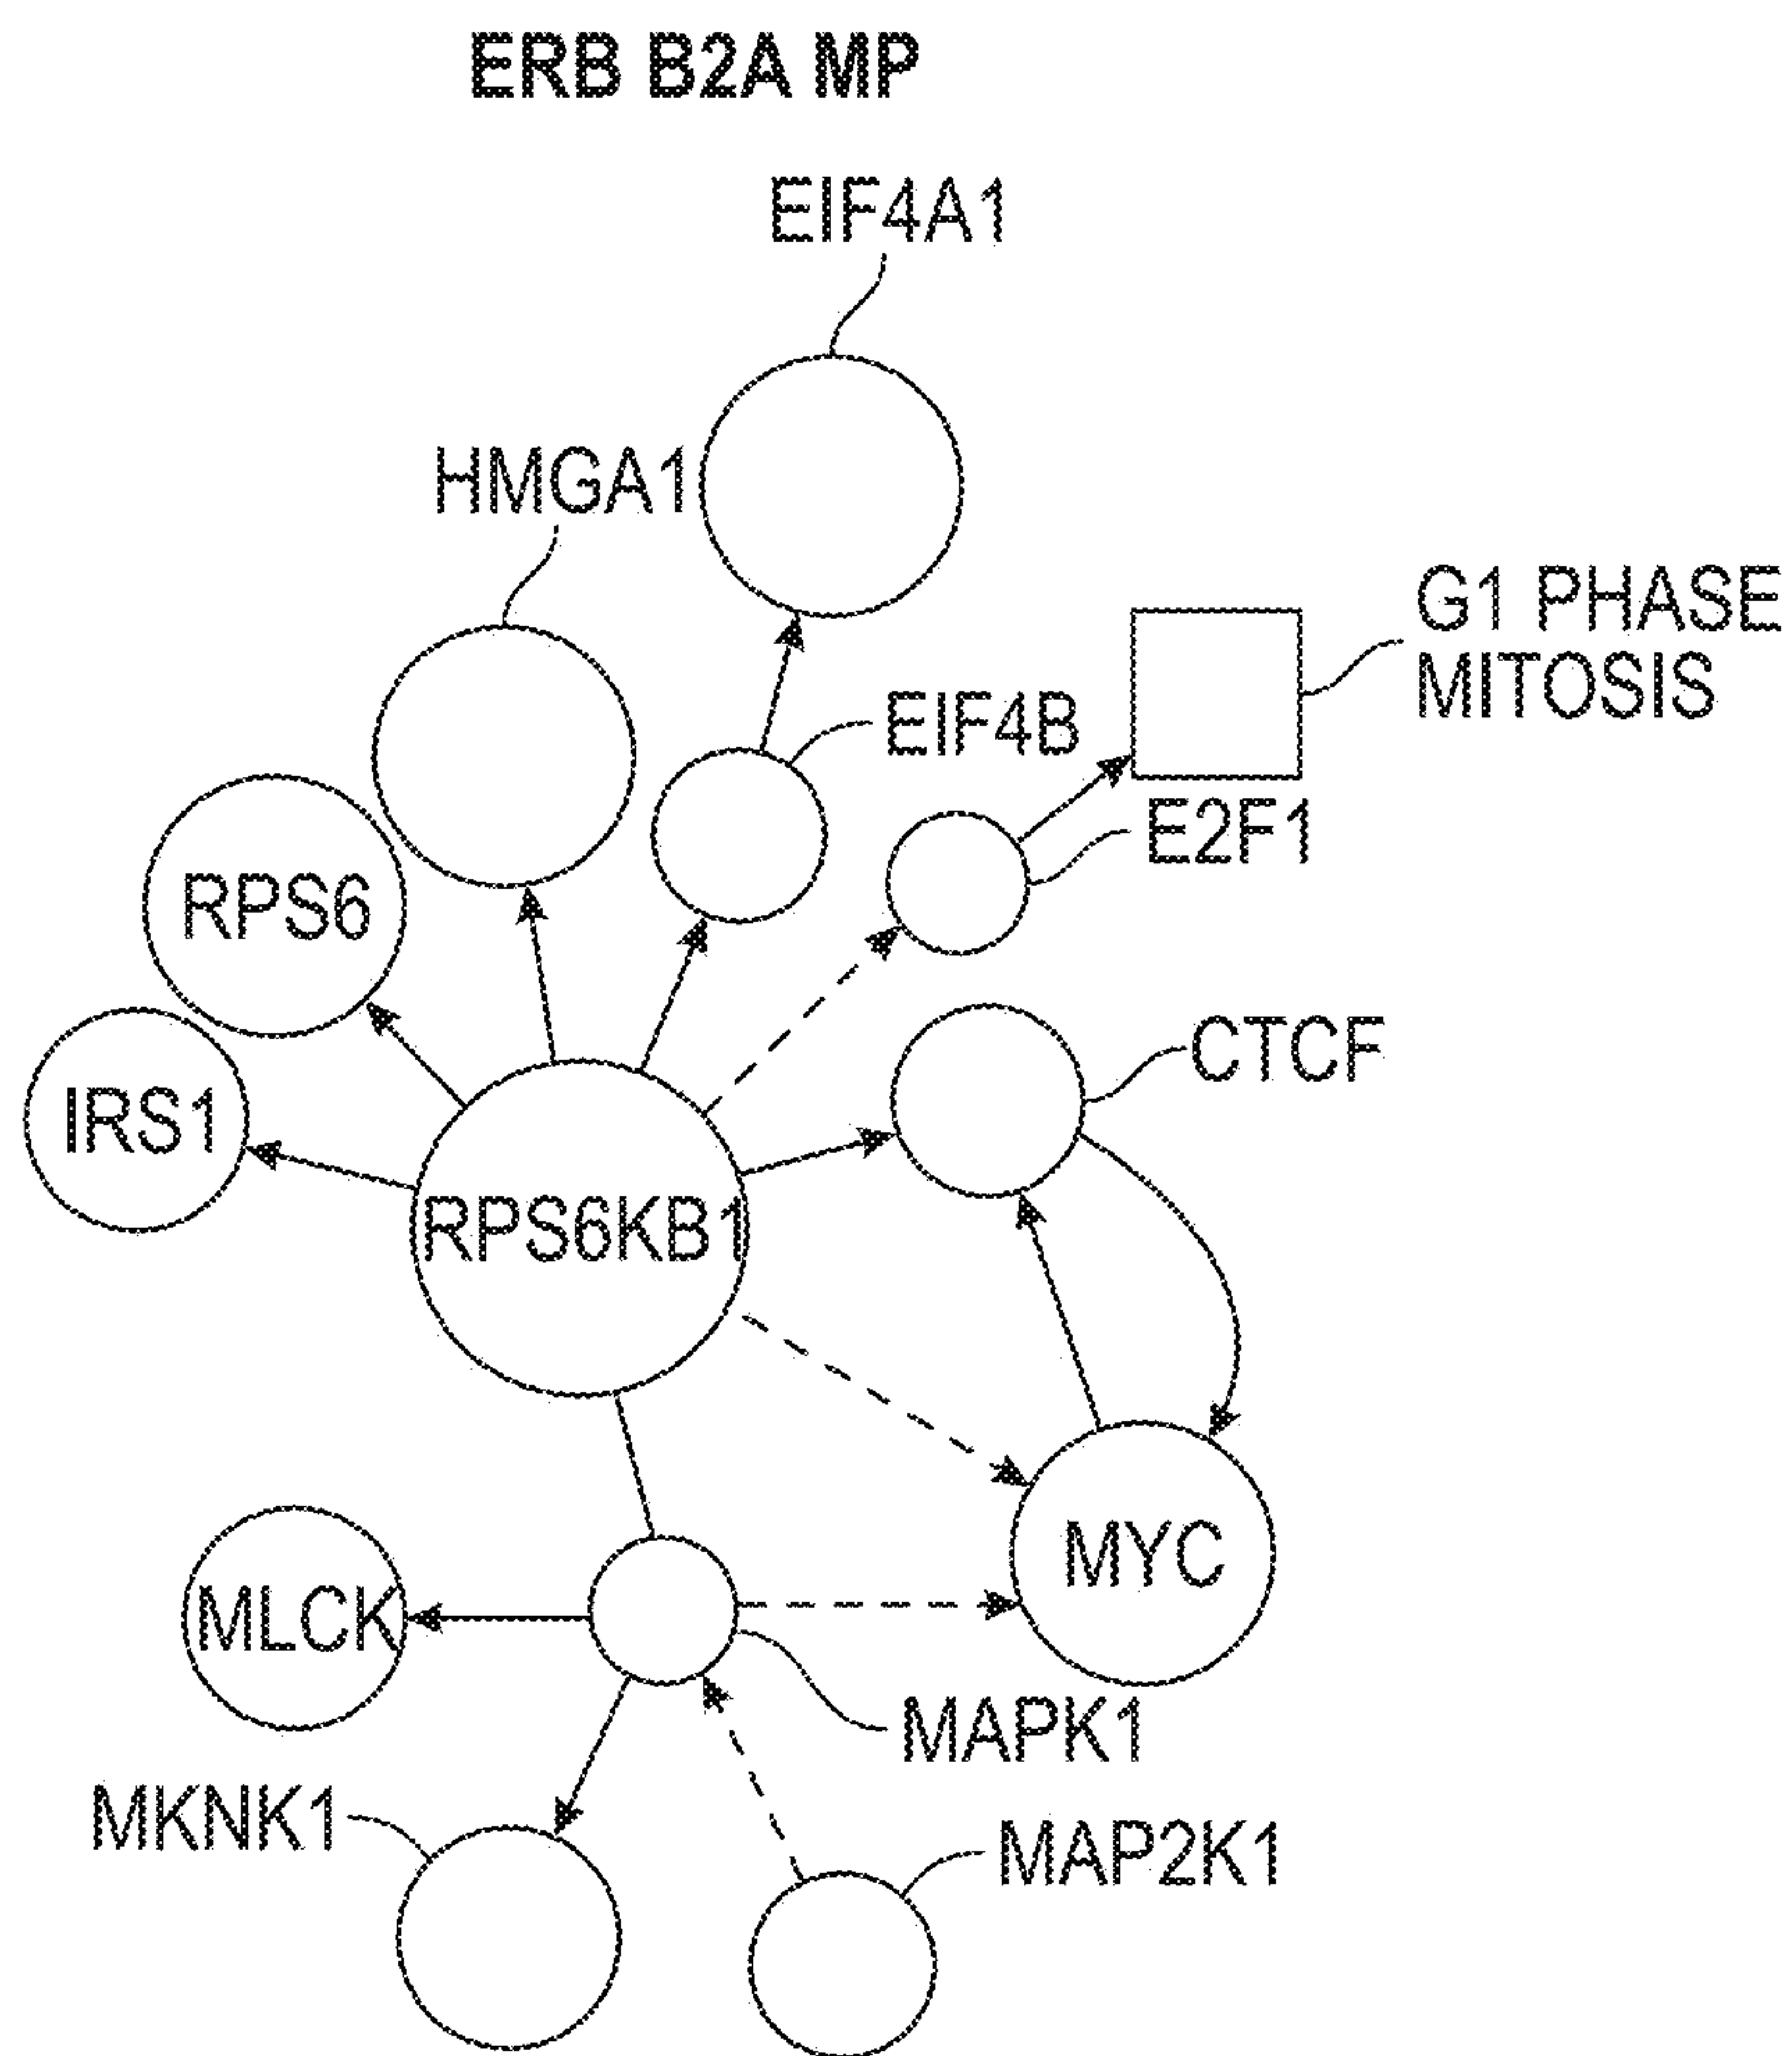 ERB B2A MP
EIF4A1
HMGA1
G1 PHASE
MITOSIS
EIF4B
E2F1
RPS6
CTCF
IRS1
RPS6KB1
MYC
MLCK
MAPK1
MKNK1
MAP2K1